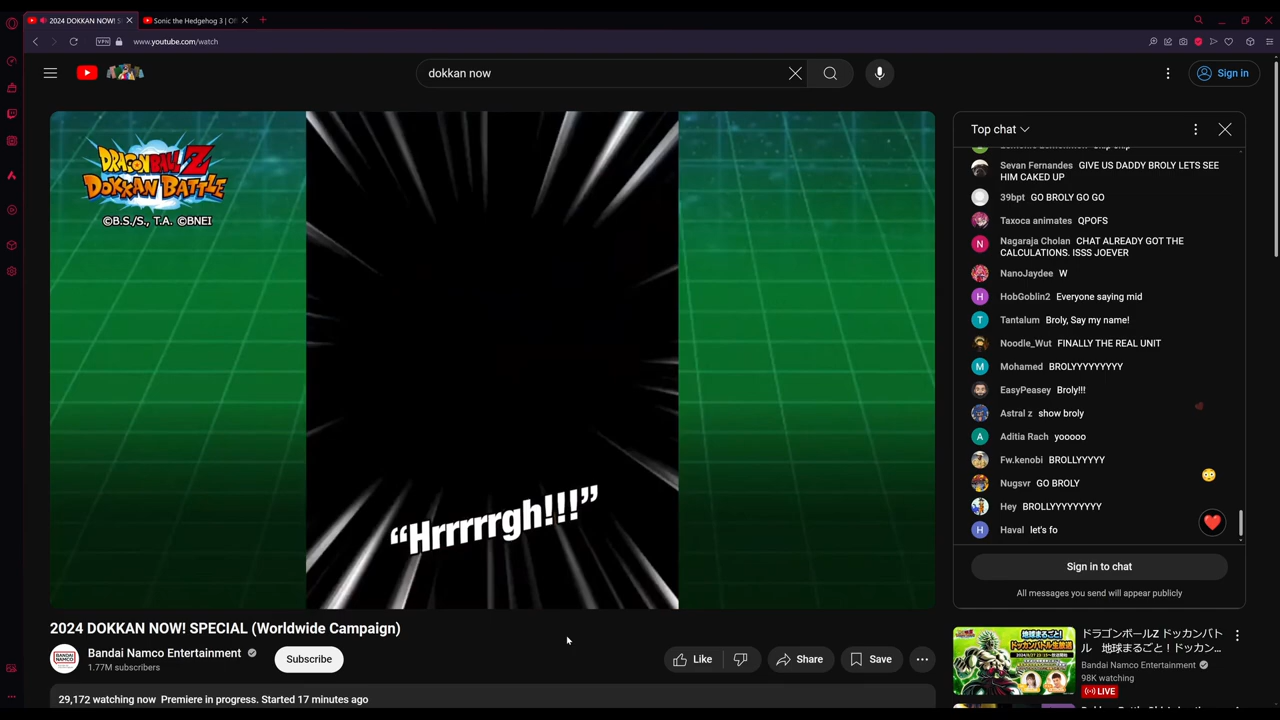 2024 DOKKAN NOW! S
Sonic the Hedgehog 3 | O
VPN
www.youtube.com/watch
dokkan now
Sign in
DRAGONBALL Z
DOKKAN BATTLE
©B.S./S., T.A. ©BNEI
"Hrrrrrgh!!!"
Top chat
Sevan Fernandes GIVE US DADDY BROLY LETS SEE
HIM CAKED UP
39bpt GO BROLY GO GO
Taxoca animates QPOFS
Nagaraja Cholan CHAT ALREADY GOT THE
CALCULATIONS. ISSS JOEVER
NanoJaydee W
HobGoblin2 Everyone saying mid
Tantalum Broly, Say my name!
Noodle_Wut FINALLY THE REAL UNIT
Mohamed BROLYYYYYYYYY
EasyPeasey Broly!!!
Astral z show broly
Aditia Rach yooooo
Fw.kenobi BROLLYYYYY
Nugsvr GO BROLY
Hey BROLLYYYYYYYYY
Haval let's fo
Sign in to chat
All messages you send will appear publicly
2024 DOKKAN NOW! SPECIAL (Worldwide Campaign)
Bandai Namco Entertainment
1.77M subscribers
Subscribe
Like
Share
Save
29,172 watching now Premiere in progress. Started 17 minutes ago
ドラゴンボールZ ドッカンバト
ル 地球まるごと！ドッカン...
Bandai Namco Entertainment
98K watching
LIVE